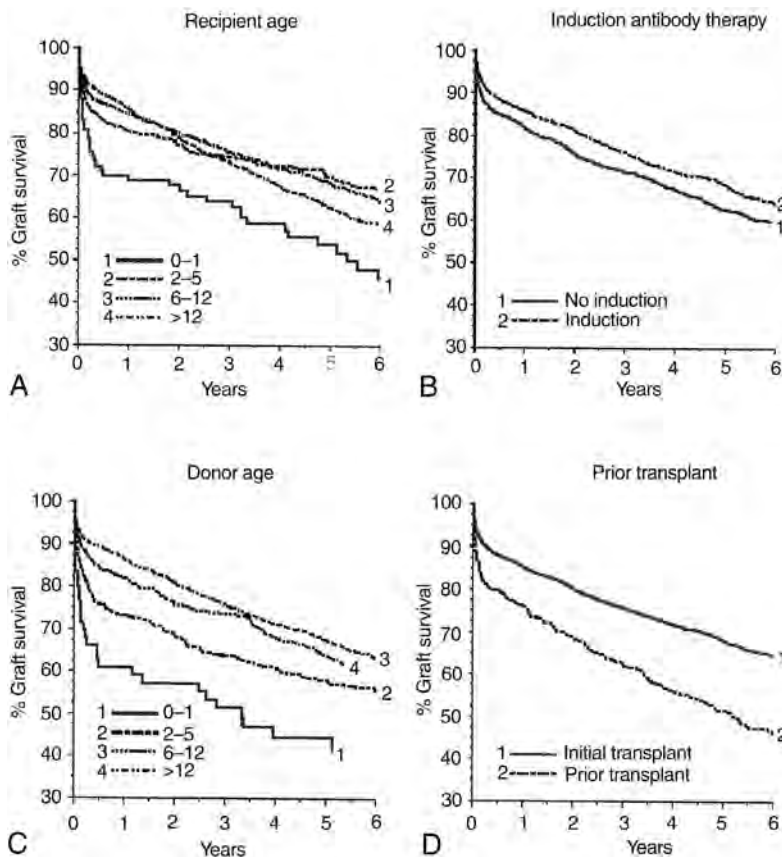 Recipient age
% Graft survival
100
90
80
70
60
50
40
30
2
3
4
1
1 0–1
2 2–5
3 6–12
4 >12
0 1 2 3 4 5 6
Years
A
Induction antibody therapy
% Graft survival
100
90
80
70
60
50
40
30
2
1
1 No induction
2 Induction
0 1 2 3 4 5 6
Years
B
Donor age
% Graft survival
100
90
80
70
60
50
40
30
3
4
2
1
1 0–1
2 2–5
3 6–12
4 >12
0 1 2 3 4 5 6
Years
C
Prior transplant
% Graft survival
100
90
80
70
60
50
40
30
1
2
1 Initial transplant
2 Prior transplant
0 1 2 3 4 5 6
Years
D